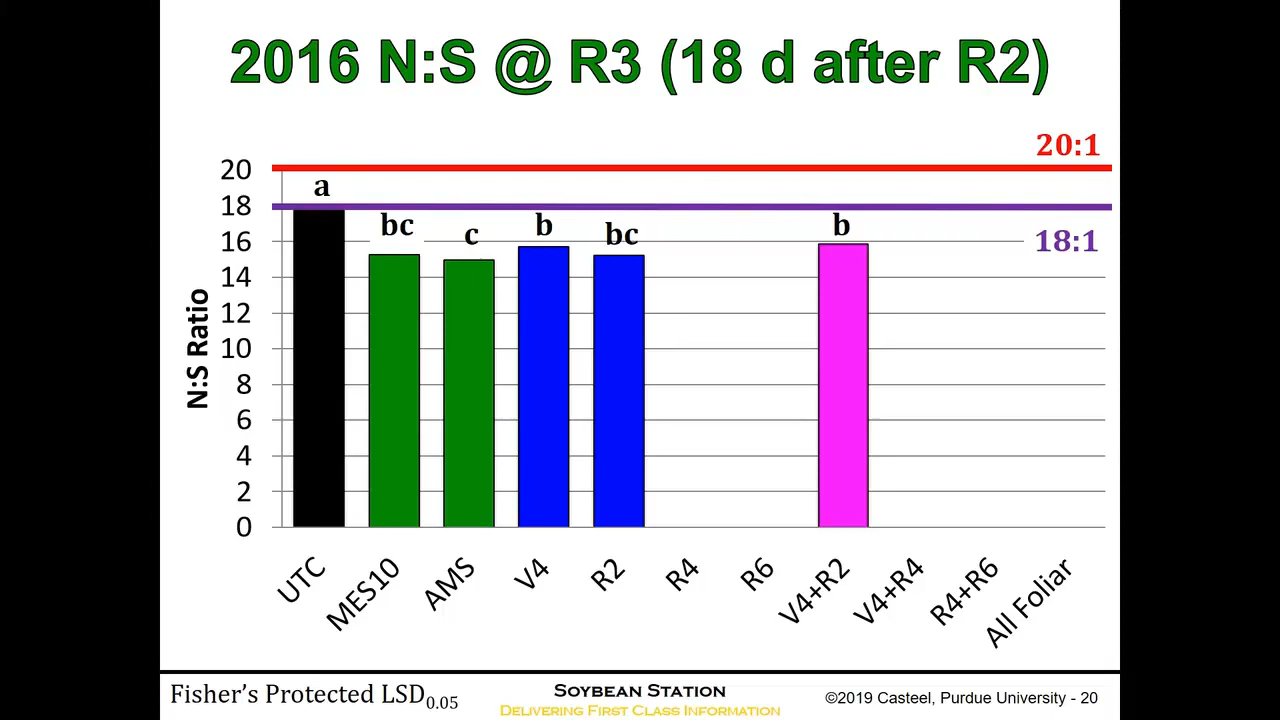 2016 N:S @ R3 (18 d after R2)
20:1
20
a
18
bc
c
b
bc
b
18:1
16
14
12
10
8
6
4
2
0
N:S Ratio
UTC
MES10
AMS
V4
R2
R4
R6
V4+R2
V4+R4
R4+R6
All Foliar
Fisher's Protected LSD0.05
Soybean Station
Delivering First Class Information
©2019 Casteel, Purdue University - 20